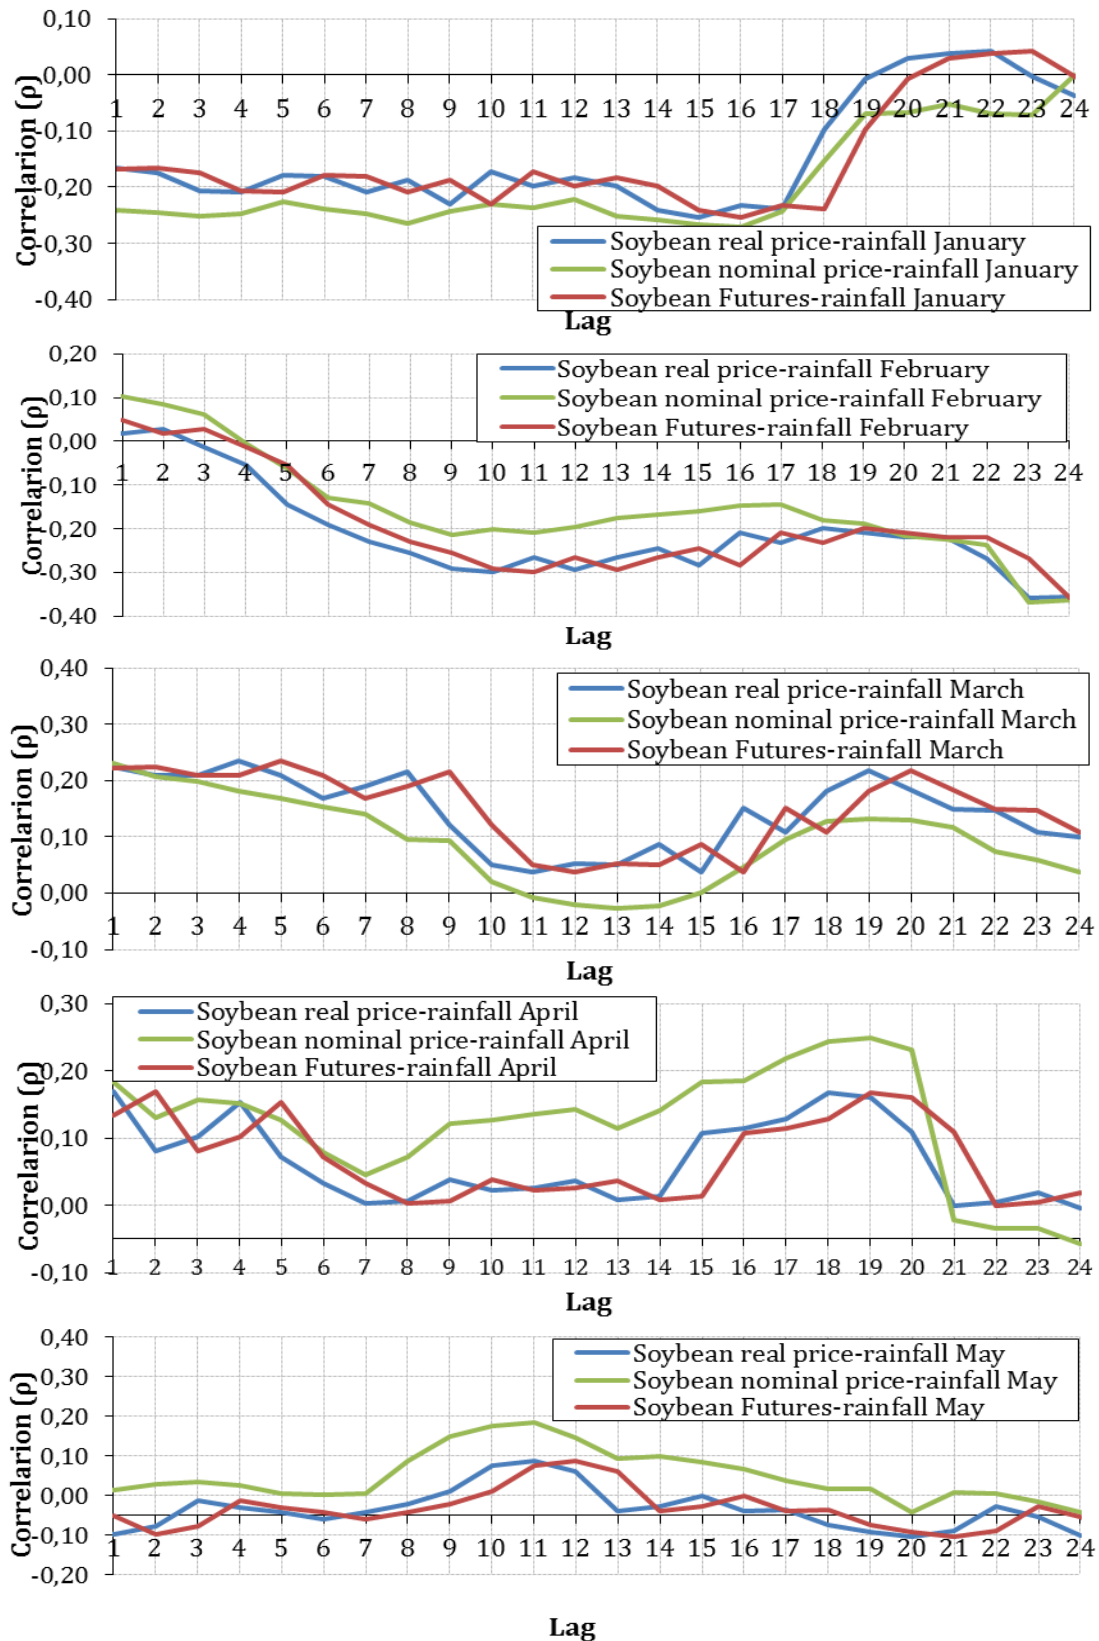 0,10
0,00
-0,10
-0,20
-0,30
-0,40
Correlarion (ρ)
1 2 3 4 5 6 7 8 9 10 11 12 13 14 15 16 17 18 19 20 21 22 23 24
Soybean real price-rainfall January
Soybean nominal price-rainfall January
Soybean Futures-rainfall January
Lag
0,20
0,10
0,00
-0,10
-0,20
-0,30
-0,40
Correlarion (ρ)
Soybean real price-rainfall February
Soybean nominal price-rainfall February
Soybean Futures-rainfall February
1 2 3 4 5 6 7 8 9 10 11 12 13 14 15 16 17 18 19 20 21 22 23 24
Lag
0,40
0,30
0,20
0,10
0,00
-0,10
Correlarion (ρ)
Soybean real price-rainfall March
Soybean nominal price-rainfall March
Soybean Futures-rainfall March
1 2 3 4 5 6 7 8 9 10 11 12 13 14 15 16 17 18 19 20 21 22 23 24
Lag
0,30
0,20
0,10
0,00
-0,10
Correlarion (ρ)
Soybean real price-rainfall April
Soybean nominal price-rainfall April
Soybean Futures-rainfall April
1 2 3 4 5 6 7 8 9 10 11 12 13 14 15 16 17 18 19 20 21 22 23 24
Lag
0,40
0,30
0,20
0,10
0,00
-0,10
-0,20
Correlarion (ρ)
Soybean real price-rainfall May
Soybean nominal price-rainfall May
Soybean Futures-rainfall May
1 2 3 4 5 6 7 8 9 10 11 12 13 14 15 16 17 18 19 20 21 22 23 24
Lag